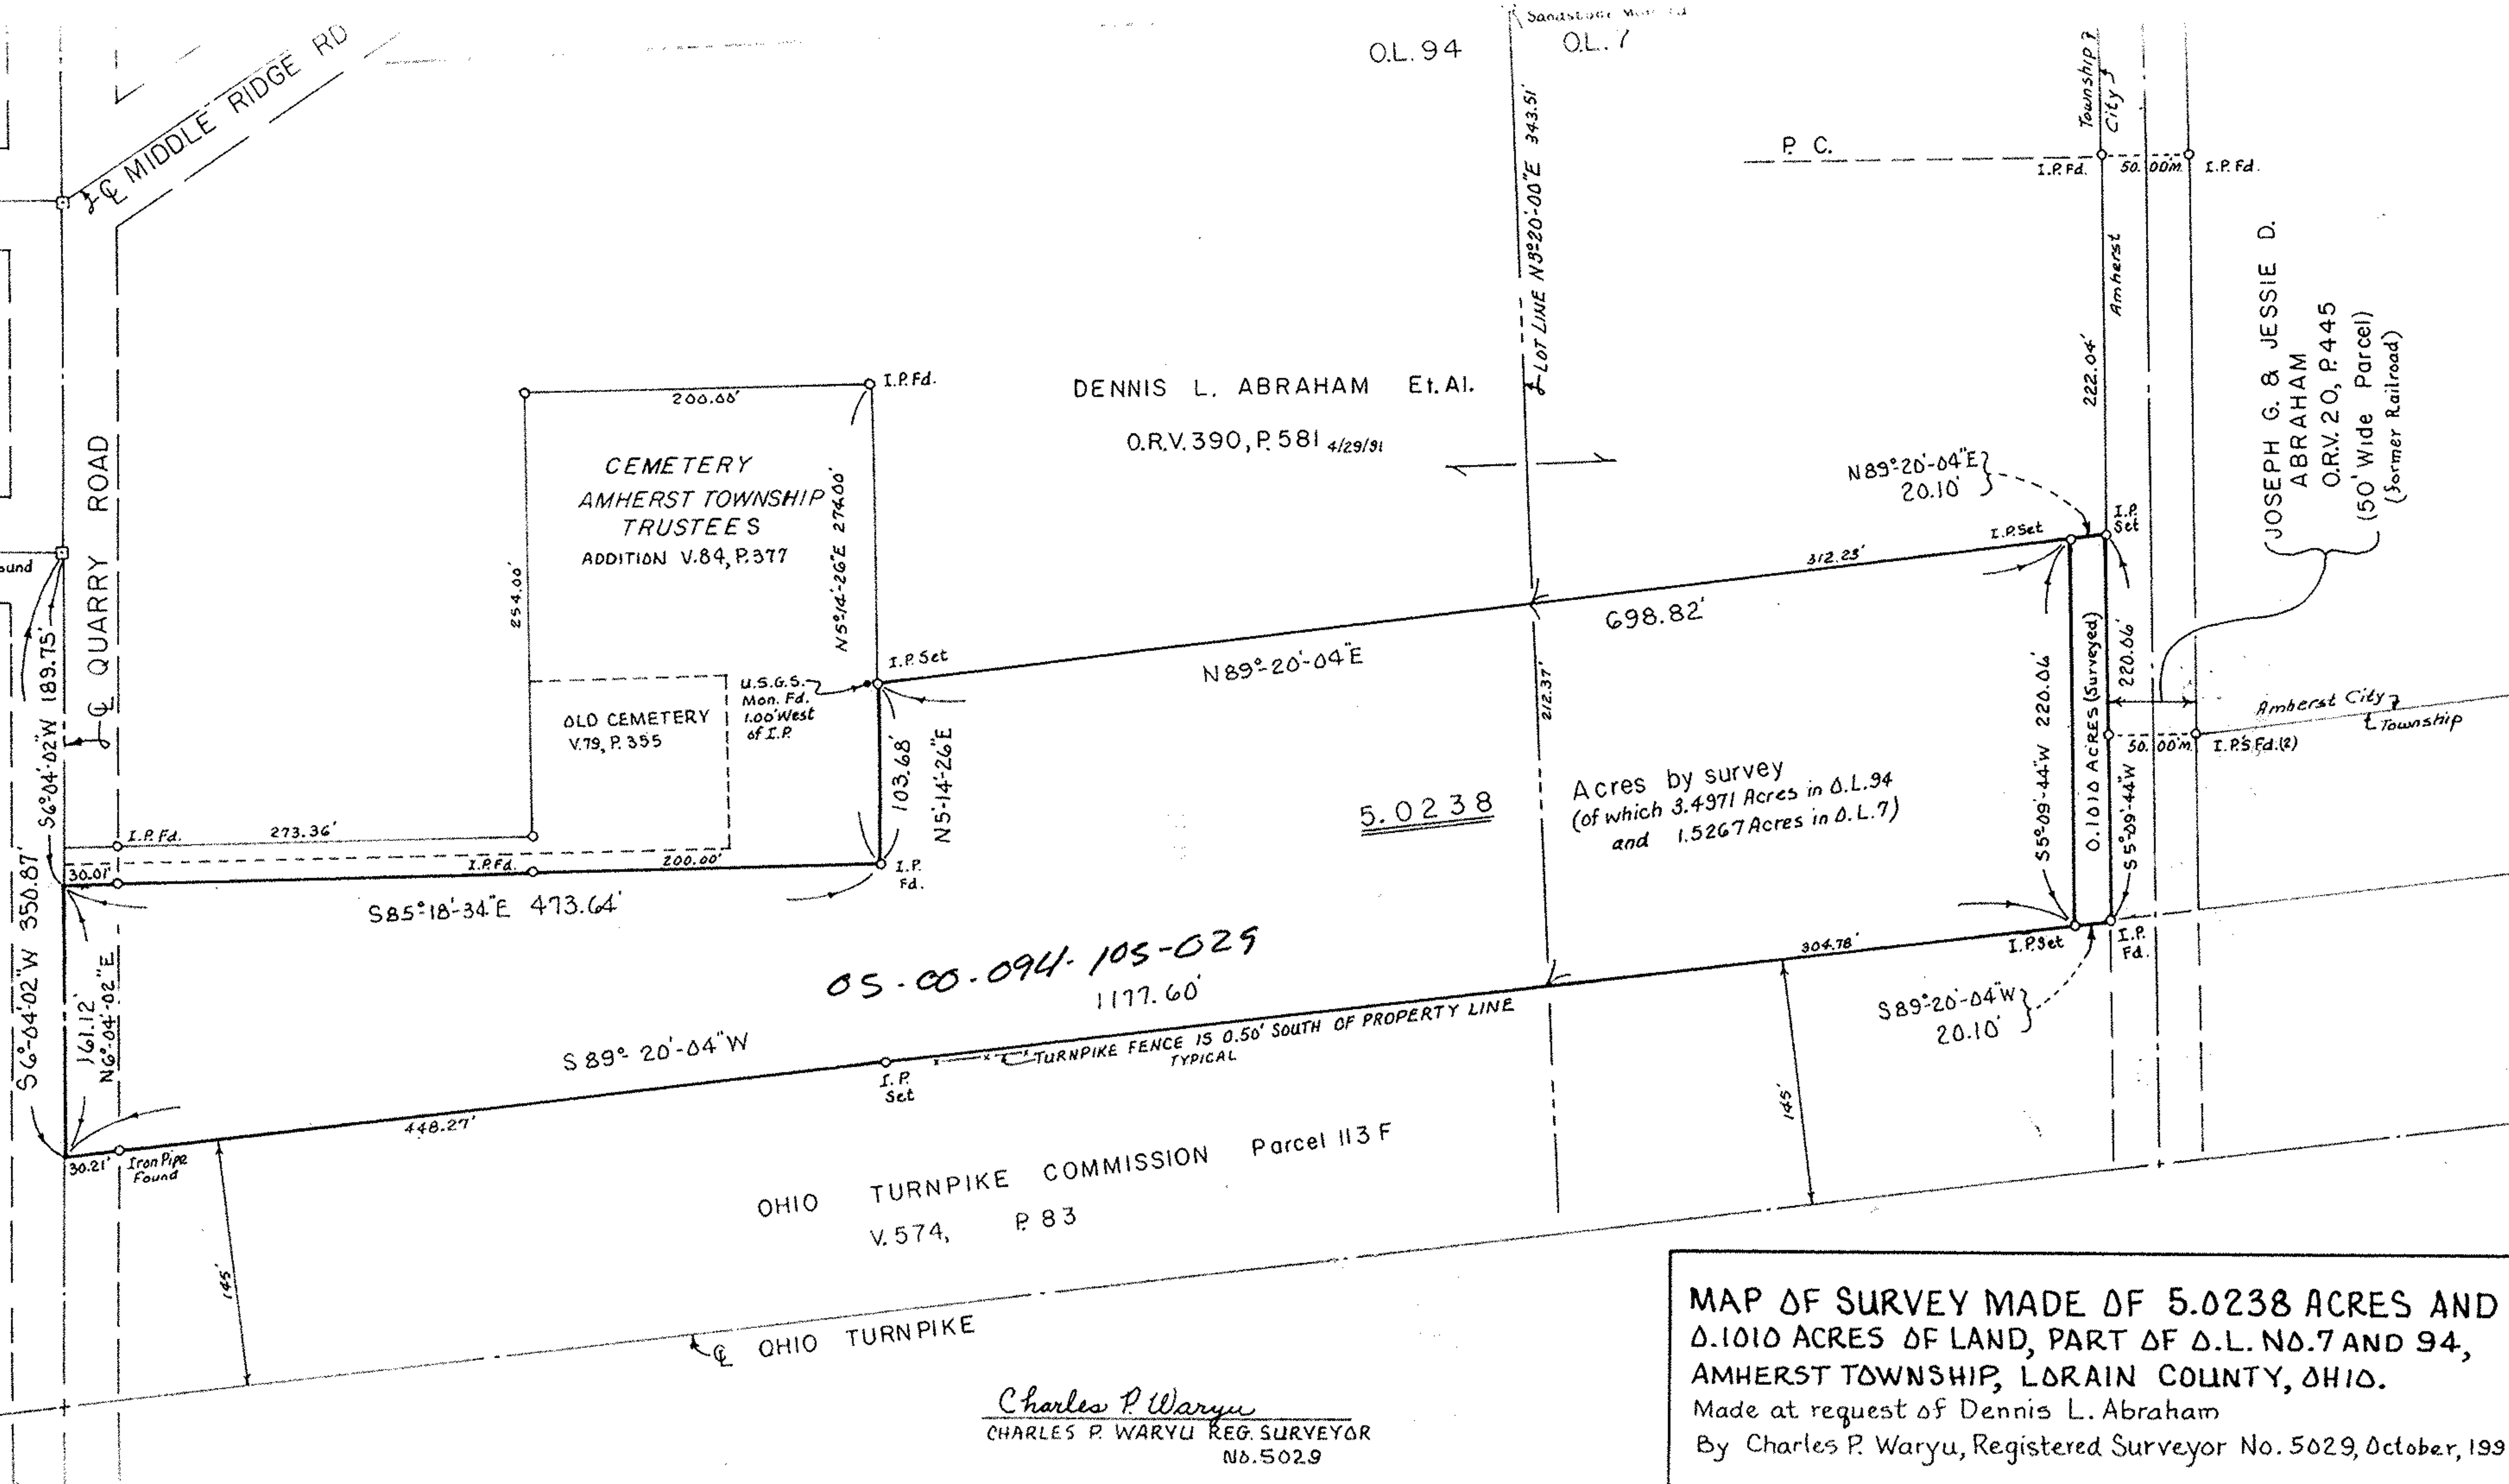 ℄ MIDDLE RIDGE RD
O.L. 94
O.L. 7
LOT LINE N3°-20'-00"E 343.51'
P. C.
Township
City
Amherst
I.P. Fd.
50.00'm.
I.P. Fd.
222.04'
JOSEPH G. & JESSIE D.
ABRAHAM
O.R.V. 20, P. 445
(50' Wide Parcel)
(former Railroad)
200.00'
I.P. Fd.
CEMETERY
AMHERST TOWNSHIP
TRUSTEES
ADDITION V.84, P.377
254.00'
N5°-14'-26"E 274.00'
DENNIS L. ABRAHAM Et. Al.
O.R.V. 390, P. 581 4/29/91
N89°-20'-04"E
20.10'
I.P. Set
I.P.
Set
312.23'
698.82'
N89°-20'-04"E
I.P. Set
U.S.G.S.
Mon. Fd.
1.00' West
of I.P.
OLD CEMETERY
V.79, P. 355
103.68'
N5°-14'-26"E
212.37'
℄ QUARRY ROAD
S6°-04'-02"W 189.75'
S6°-04'-02"W 350.87'
I.P. Fd.
273.36'
I.P. Fd.
200.00'
30.01'
I.P.
Fd.
S85°-18'-34"E 473.64'
161.12'
N6°-04'-02"E
5.0238
Acres by survey
(of which 3.4971 Acres in O.L.94
and 1.5267 Acres in O.L.7)
S5°-09'-44"W 220.06'
0.1010 ACRES (Surveyed)
220.06'
S5°-09'-44"W
Amherst City
Township
50.00'm.
I.P.'s Fd. (2)
05-00-094-105-029
1177.60'
304.78'
I.P. Set
I.P.
Fd.
S89°-20'-04"W
20.10'
S 89°-20'-04"W
TURNPIKE FENCE IS 0.50' SOUTH OF PROPERTY LINE
TYPICAL
I.P.
Set
448.27'
30.21'
Iron Pipe
Found
145'
145'
OHIO TURNPIKE COMMISSION Parcel 113 F
V. 574, P. 83
℄ OHIO TURNPIKE
Charles P. Waryu
CHARLES P. WARYU REG. SURVEYOR
NO. 5029
MAP OF SURVEY MADE OF 5.0238 ACRES AND
0.1010 ACRES OF LAND, PART OF O.L. NO. 7 AND 94,
AMHERST TOWNSHIP, LORAIN COUNTY, OHIO.
Made at request of Dennis L. Abraham
By Charles P. Waryu, Registered Surveyor No. 5029, October, 199